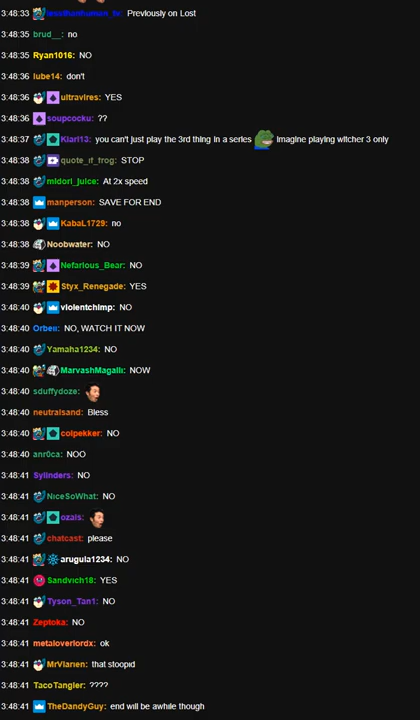 3:48:33 lessthanhuman_tv: Previously on Lost
3:48:35 brud__: no
3:48:35 Ryan1016: NO
3:48:36 lube14: don't
3:48:36 ultravires: YES
3:48:36 soupcocku: ??
3:48:37 Klari13: you can't just play the 3rd thing in a series imagine playing witcher 3 only
3:48:38 quote_if_frog: STOP
3:48:38 midori_juice: At 2x speed
3:48:38 manperson: SAVE FOR END
3:48:38 KabaL1729: no
3:48:38 Noobwater: NO
3:48:39 Nefarious_Bear: NO
3:48:39 Styx_Renegade: YES
3:48:40 violentchimp: NO
3:48:40 Orbeii: NO, WATCH IT NOW
3:48:40 Yamaha1234: NO
3:48:40 MarvashMagalli: NOW
3:48:40 sduffydoze:
3:48:40 neutralsand: Bless
3:48:40 colpekker: NO
3:48:40 anr0ca: NOO
3:48:41 Sylinders: NO
3:48:41 NiceSoWhat: NO
3:48:41 ozals:
3:48:41 chatcast: please
3:48:41 arugula1234: NO
3:48:41 Sandvich18: YES
3:48:41 Tyson_Tan1: NO
3:48:41 Zeptoka: NO
3:48:41 metaloverlordx: ok
3:48:41 MrVlarien: that stoopid
3:48:41 TacoTangler: ????
3:48:41 TheDandyGuy: end will be awhile though